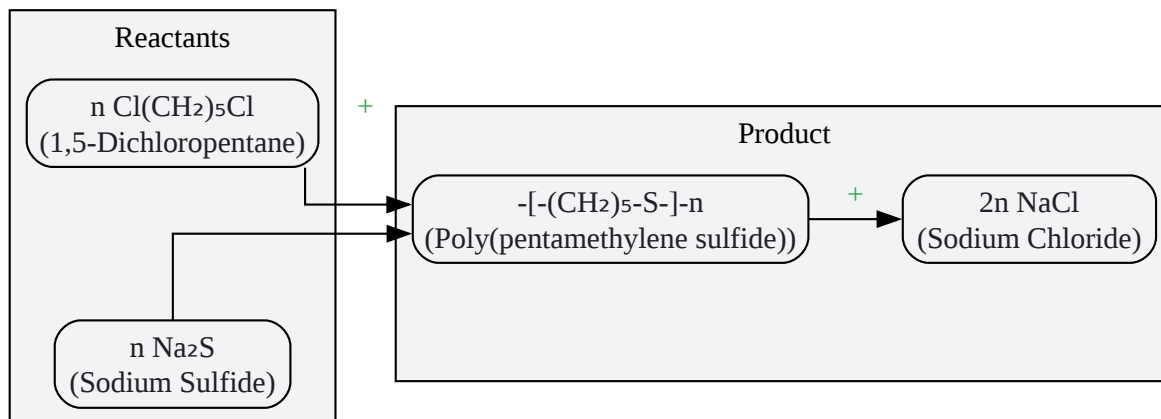 Reactants
n Cl(CH₂)₅Cl
(1,5-Dichloropentane)
+
n Na₂S
(Sodium Sulfide)
Product
-[-(CH₂)₅-S-]-n
(Poly(pentamethylene sulfide))
+
2n NaCl
(Sodium Chloride)